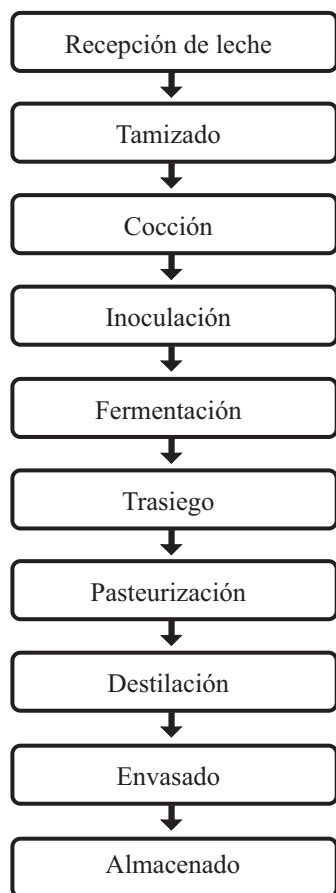 Recepción de leche
Tamizado
Cocción
Inoculación
Fermentación
Trasiego
Pasteurización
Destilación
Envasado
Almacenado